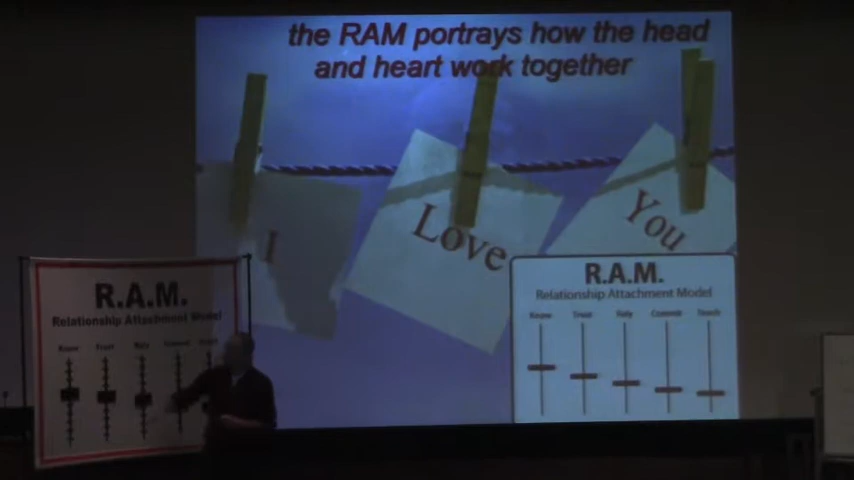 the RAM portrays how the head
and heart work together
I
Love
You
R.A.M.
Relationship Attachment Model
Know Trust Rely Commit Touch
R.A.M.
Relationship Attachment Model
Know Trust Rely Commit